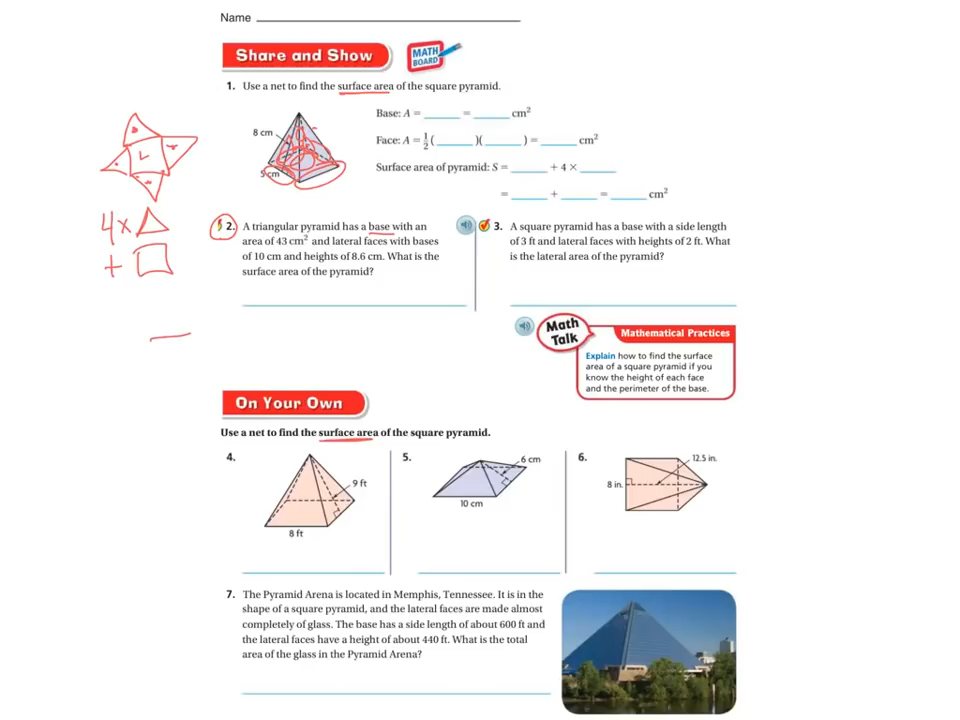 Name
Share and Show
MATH
BOARD
1. Use a net to find the surface area of the square pyramid.
8 cm
5 cm
Base: A = ______ = ______ cm²
Face: A = 1/2 ( ______ )( ______ ) = ______ cm²
Surface area of pyramid: S = ______ + 4 × ______
= ______ + ______ = ______ cm²
4 × △
+ □
2. A triangular pyramid has a base with an
area of 43 cm² and lateral faces with bases
of 10 cm and heights of 8.6 cm. What is the
surface area of the pyramid?
3. A square pyramid has a base with a side length
of 3 ft and lateral faces with heights of 2 ft. What
is the lateral area of the pyramid?
Math
Talk
Mathematical Practices
Explain how to find the surface
area of a square pyramid if you
know the height of each face
and the perimeter of the base.
On Your Own
Use a net to find the surface area of the square pyramid.
4.
9 ft
8 ft
5.
6 cm
10 cm
6.
12.5 in.
8 in.
7. The Pyramid Arena is located in Memphis, Tennessee. It is in the
shape of a square pyramid, and the lateral faces are made almost
completely of glass. The base has a side length of about 600 ft and
the lateral faces have a height of about 440 ft. What is the total
area of the glass in the Pyramid Arena?